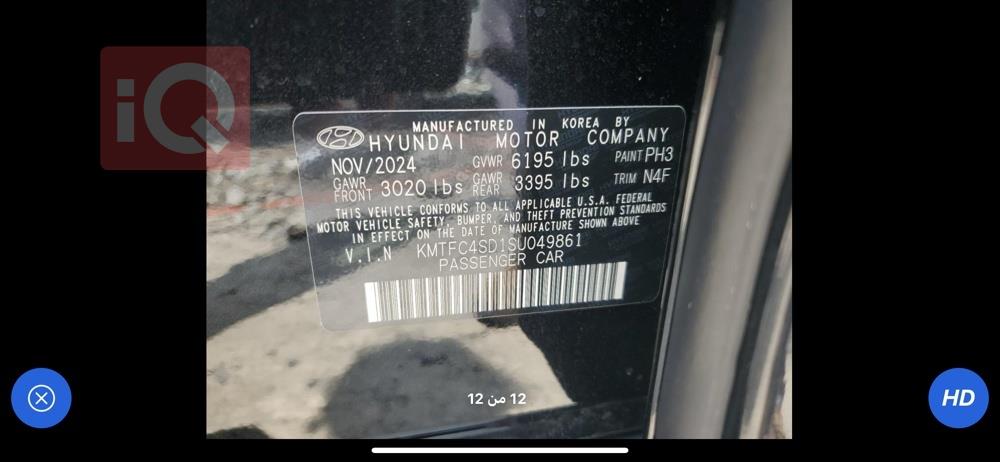 iQ
MANUFACTURED IN KOREA BY
HYUNDAI MOTOR COMPANY
NOV/2024 GVWR 6195 lbs PAINT PH3
GAWR FRONT 3020 lbs GAWR REAR 3395 lbs TRIM N4F
THIS VEHICLE CONFORMS TO ALL APPLICABLE U.S.A. FEDERAL
MOTOR VEHICLE SAFETY, BUMPER, AND THEFT PREVENTION STANDARDS
IN EFFECT ON THE DATE OF MANUFACTURE SHOWN ABOVE
V.I.N KMTFC4SD1SU049861
PASSENGER CAR
12 من 12
HD